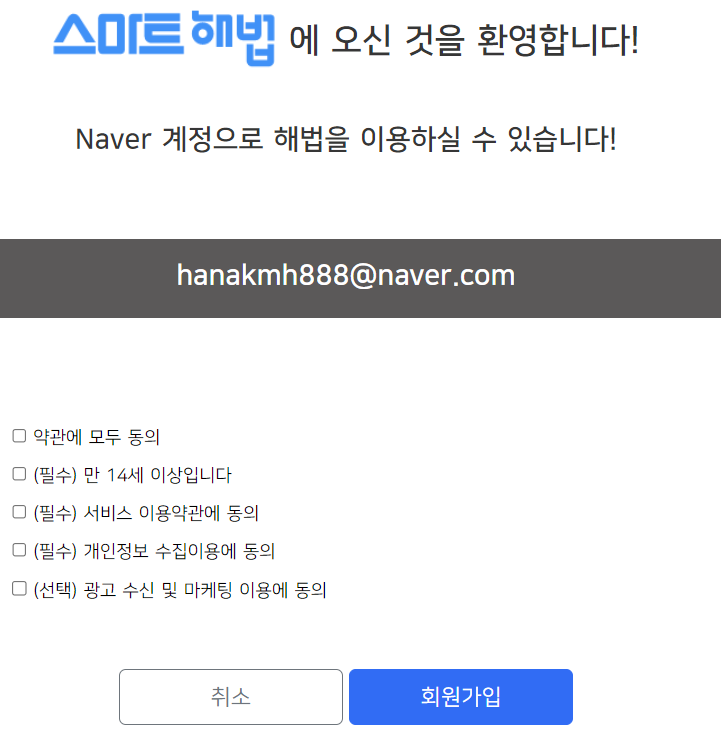 스마트해법 에 오신 것을 환영합니다!
Naver 계정으로 해법을 이용하실 수 있습니다!
hanakmh888@naver.com
약관에 모두 동의
(필수) 만 14세 이상입니다
(필수) 서비스 이용약관에 동의
(필수) 개인정보 수집이용에 동의
(선택) 광고 수신 및 마케팅 이용에 동의
취소 회원가입